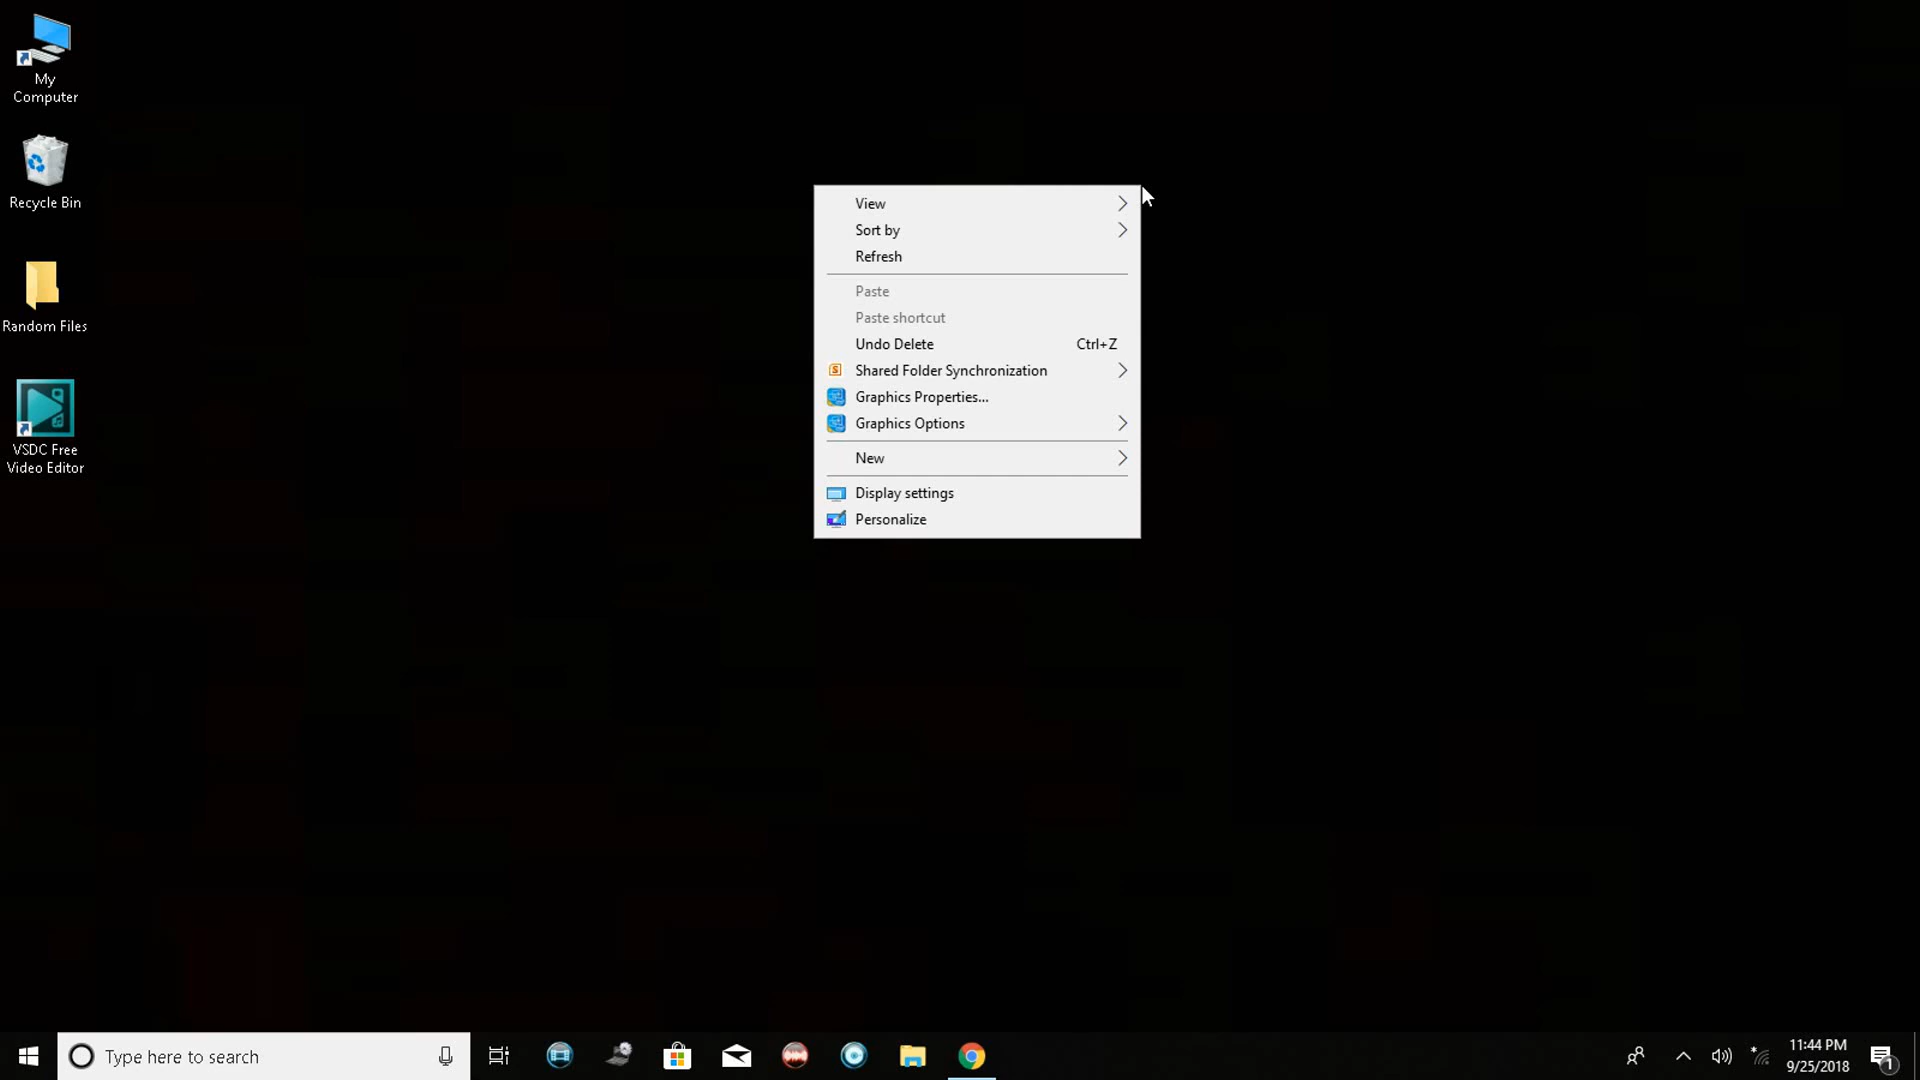 My
Computer
Recycle Bin
Random Files
VSDC Free
Video Editor
View
Sort by
Refresh
Paste
Paste shortcut
Undo Delete Ctrl+Z
Shared Folder Synchronization
Graphics Properties...
Graphics Options
New
Display settings
Personalize
Type here to search
11:44 PM
9/25/2018
1